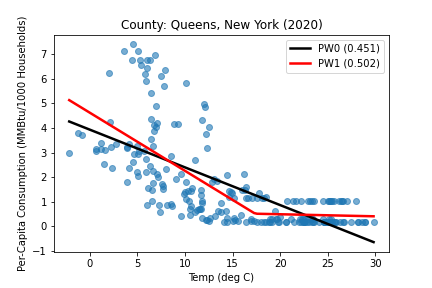 County: Queens, New York (2020)
PW0 (0.451)
PW1 (0.502)
Per-Capita Consumption (MMBtu/1000 Households)
7
6
5
4
3
2
1
0
−1
0 5 10 15 20 25 30
Temp (deg C)